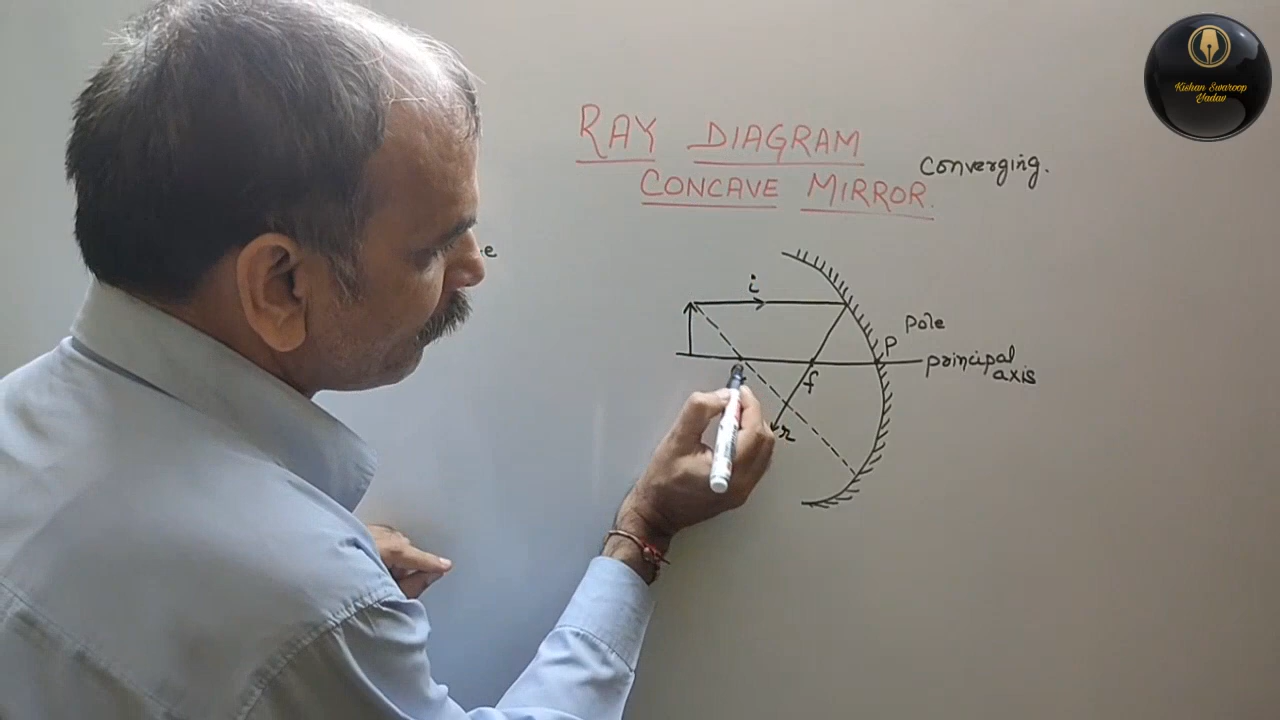 Kishan Swaroop
Yadav
RAY DIAGRAM
CONCAVE MIRROR.
Converging.
i
Pole
P
principal
axis
f
r